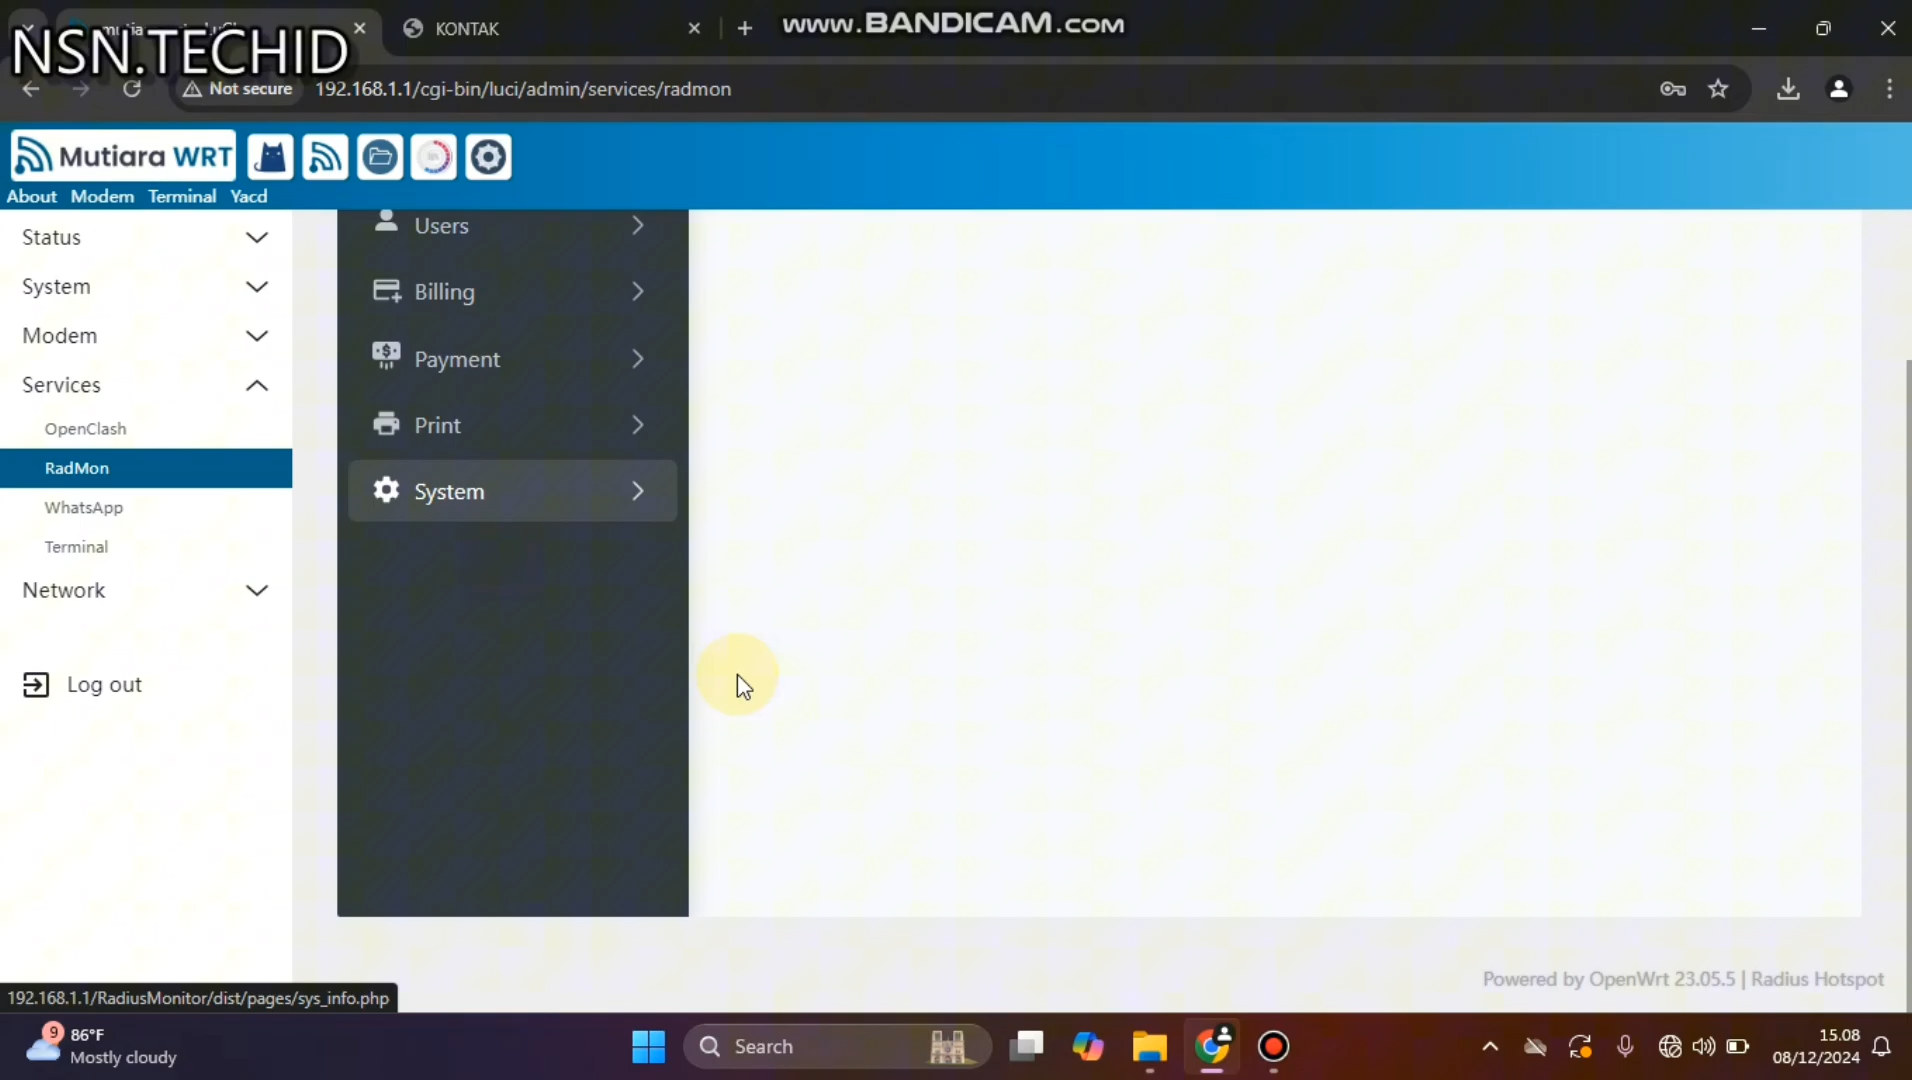 www.BANDICAM.com
NSN.TECHID
KONTAK
Not secure
192.168.1.1/cgi-bin/luci/admin/services/radmon
Mutiara WRT
About Modem Terminal Yacd
Status
System
Modem
Services
OpenClash
RadMon
WhatsApp
Terminal
Network
Log out
Users
Billing
Payment
Print
System
Powered by OpenWrt 23.05.5 | Radius Hotspot
192.168.1.1/RadiusMonitor/dist/pages/sys_info.php
9
86°F
Mostly cloudy
Search
15.08
08/12/2024